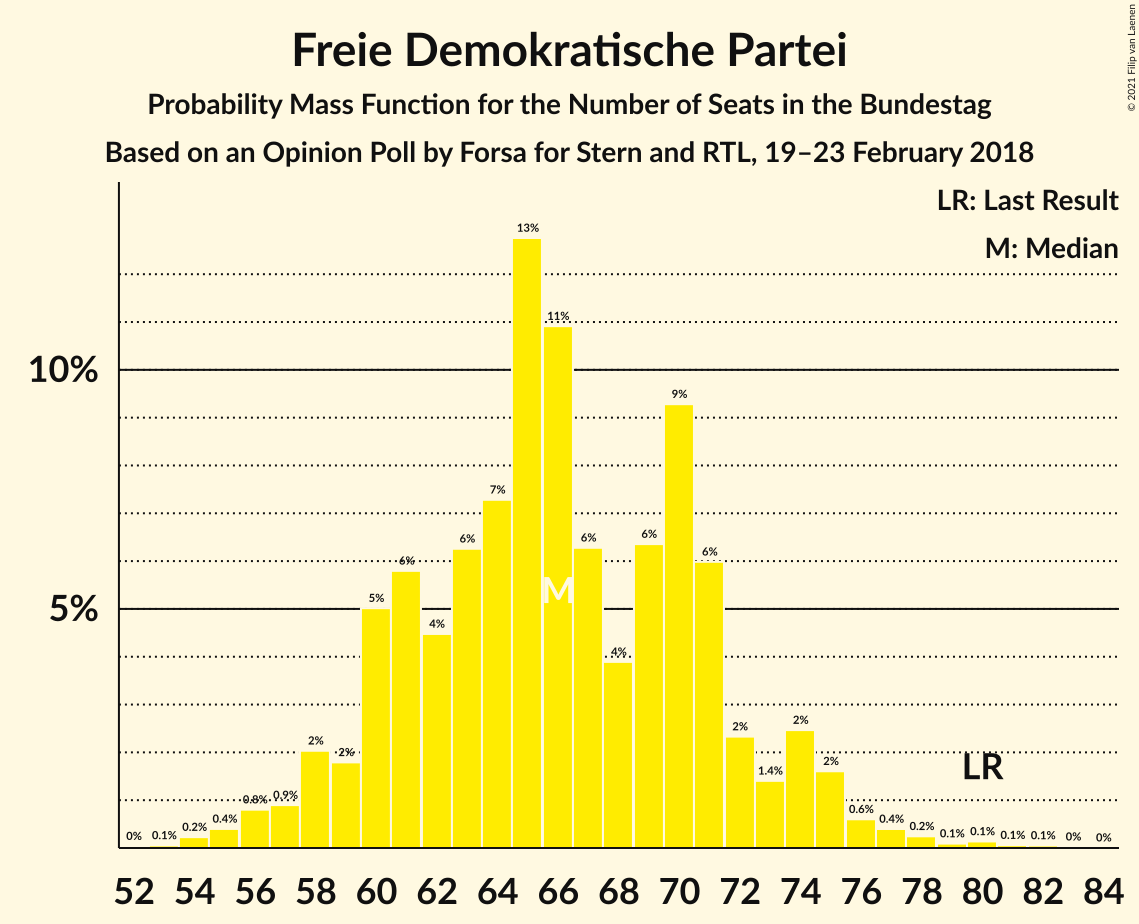 © 2021 Filip van Laenen
Freie Demokratische Partei
Probability Mass Function for the Number of Seats in the Bundestag
Based on an Opinion Poll by Forsa for Stern and RTL, 19–23 February 2018
LR: Last Result
M: Median
10%
5%
0% 0.1% 0.2% 0.4% 0.8% 0.9% 2% 2% 5% 6% 4% 6% 7% 13% 11% 6% 4% 6% 9% 6% 2% 1.4% 2% 2% 0.6% 0.4% 0.2% 0.1% 0.1% 0.1% 0.1% 0% 0%
M
LR
52 54 56 58 60 62 64 66 68 70 72 74 76 78 80 82 84